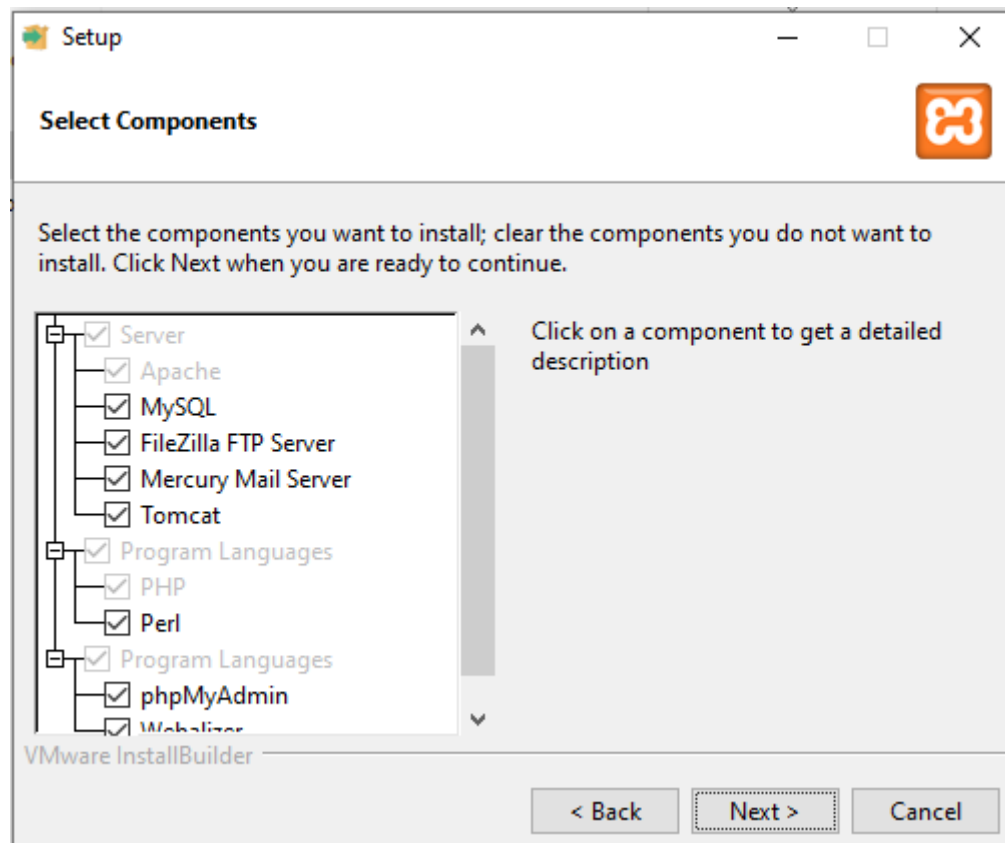 Setup
Select Components
Select the components you want to install; clear the components you do not want to
install. Click Next when you are ready to continue.
Server
Apache
MySQL
FileZilla FTP Server
Mercury Mail Server
Tomcat
Program Languages
PHP
Perl
Program Languages
phpMyAdmin
Webalizer
Click on a component to get a detailed
description
VMware InstallBuilder
< Back
Next >
Cancel